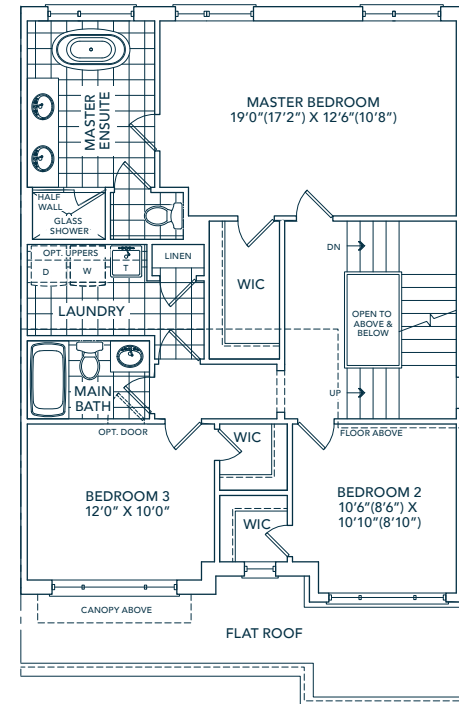 MASTER BEDROOM
19'0"(17'2") X 12'6"(10'8")
MASTER
ENSUITE
HALF
WALL
GLASS
SHOWER
OPT. UPPERS
D
W
T
LINEN
LAUNDRY
WIC
DN
OPEN TO
ABOVE &
BELOW
UP
MAIN
BATH
OPT. DOOR
WIC
FLOOR ABOVE
BEDROOM 3
12'0" X 10'0"
BEDROOM 2
10'6"(8'6") X
10'10"(8'10")
WIC
CANOPY ABOVE
FLAT ROOF